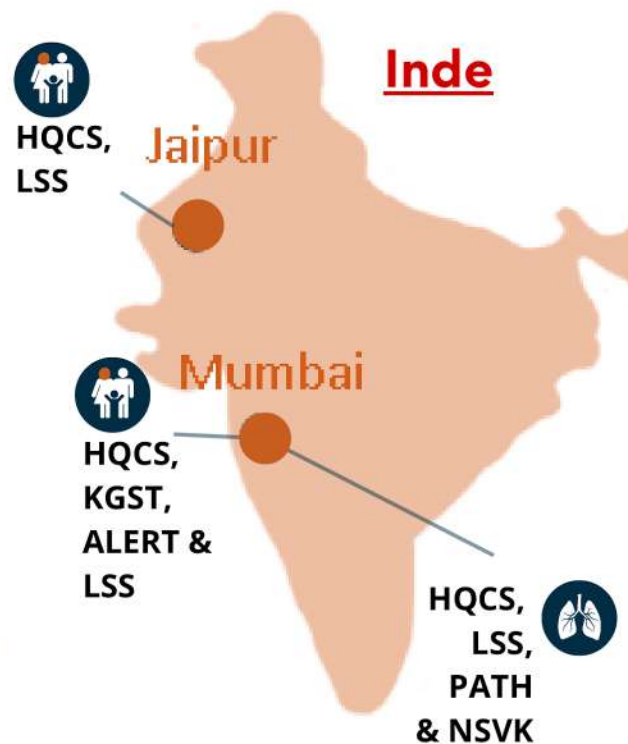 Inde
HQCS,
LSS
Jaipur
Mumbai
HQCS,
KGST,
ALERT &
LSS
HQCS,
LSS,
PATH
& NSVK